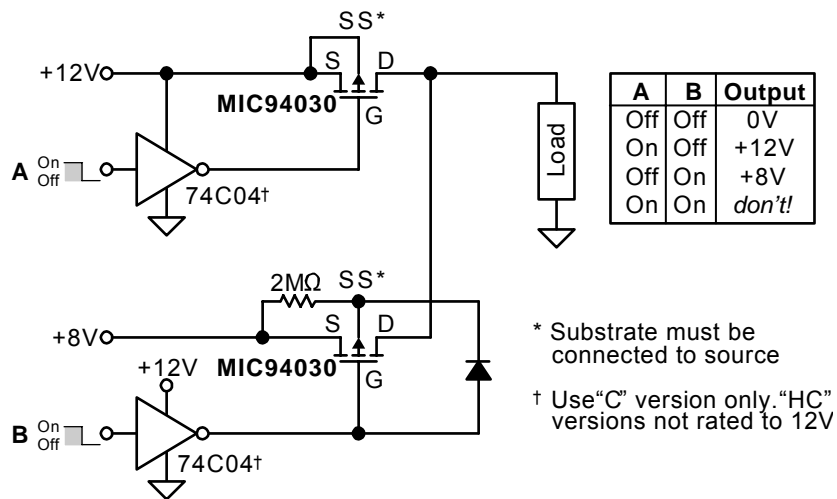 SS*
S D
+12V
MIC94030
G
A On
Off
74C04†
Load
A B Output
Off Off 0V
On Off +12V
Off On +8V
On On don't!
2MΩ SS*
S D
+8V
MIC94030
+12V
G
B On
Off
74C04†
* Substrate must be
connected to source
† Use“C” version only.“HC”
versions not rated to 12V